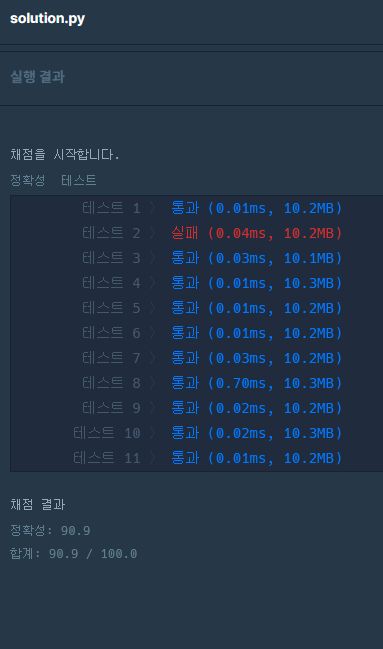 solution.py
실행 결과
채점을 시작합니다.
정확성  테스트
테스트 1 〉 통과 (0.01ms, 10.2MB)
테스트 2 〉 실패 (0.04ms, 10.2MB)
테스트 3 〉 통과 (0.03ms, 10.1MB)
테스트 4 〉 통과 (0.01ms, 10.3MB)
테스트 5 〉 통과 (0.01ms, 10.2MB)
테스트 6 〉 통과 (0.01ms, 10.2MB)
테스트 7 〉 통과 (0.03ms, 10.2MB)
테스트 8 〉 통과 (0.70ms, 10.3MB)
테스트 9 〉 통과 (0.02ms, 10.2MB)
테스트 10 〉 통과 (0.02ms, 10.3MB)
테스트 11 〉 통과 (0.01ms, 10.2MB)
채점 결과
정확성: 90.9
합계: 90.9 / 100.0